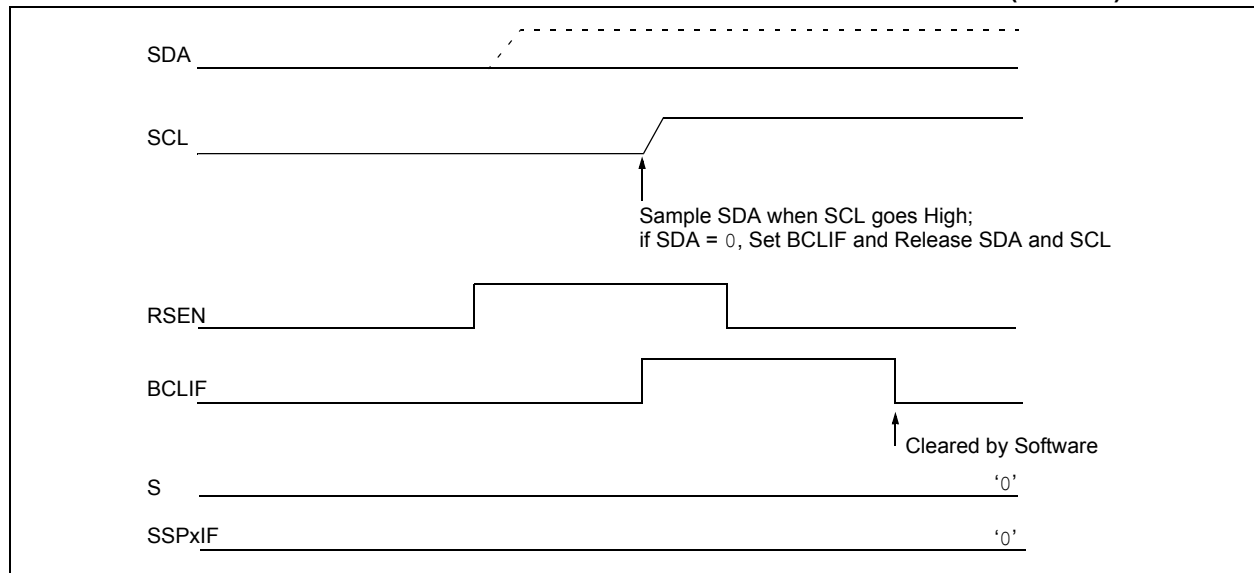 SDA
SCL
Sample SDA when SCL goes High;
if SDA = 0, Set BCLIF and Release SDA and SCL
RSEN
BCLIF
Cleared by Software
S
‘0’
SSPxIF
‘0’